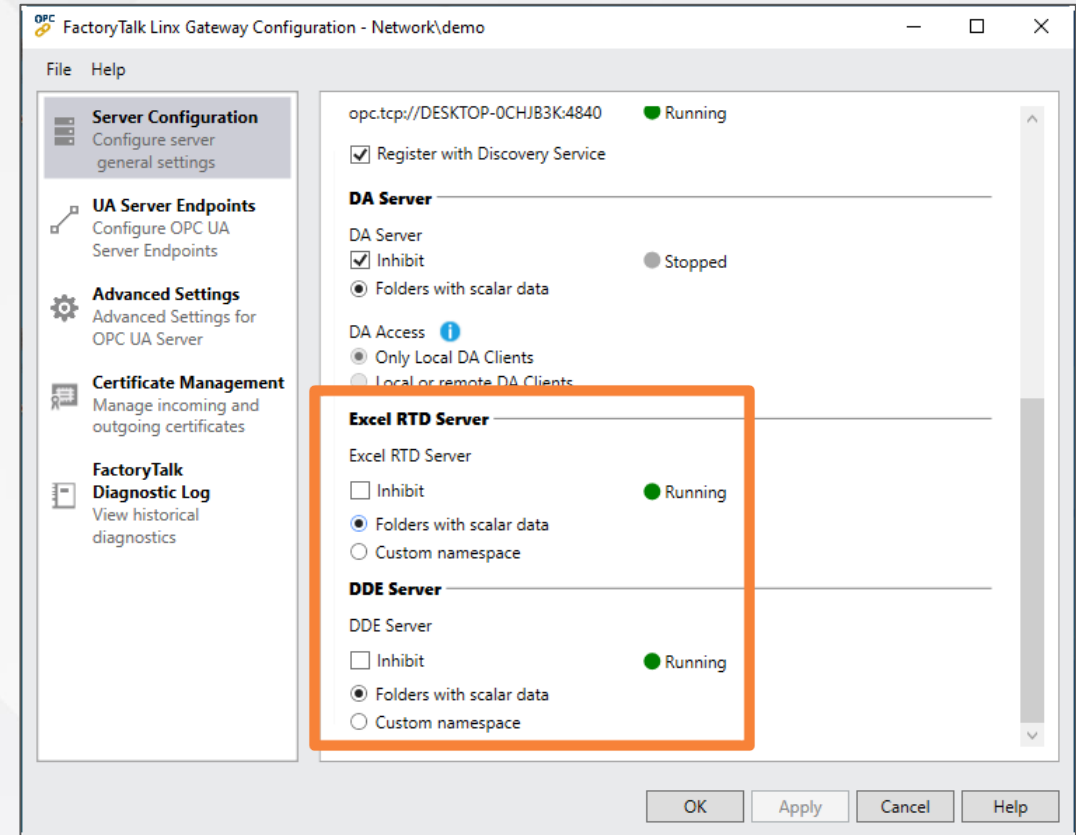 OPC
FactoryTalk Linx Gateway Configuration - Network\demo
File Help
Server Configuration
Configure server
general settings
UA Server Endpoints
Configure OPC UA
Server Endpoints
Advanced Settings
Advanced Settings for
OPC UA Server
Certificate Management
Manage incoming and
outgoing certificates
FactoryTalk
Diagnostic Log
View historical
diagnostics
opc.tcp://DESKTOP-0CHJB3K:4840 Running
Register with Discovery Service
DA Server
DA Server
Inhibit Stopped
Folders with scalar data
DA Access
Only Local DA Clients
Local or remote DA Clients
Excel RTD Server
Excel RTD Server
Inhibit Running
Folders with scalar data
Custom namespace
DDE Server
DDE Server
Inhibit Running
Folders with scalar data
Custom namespace
OK Apply Cancel Help